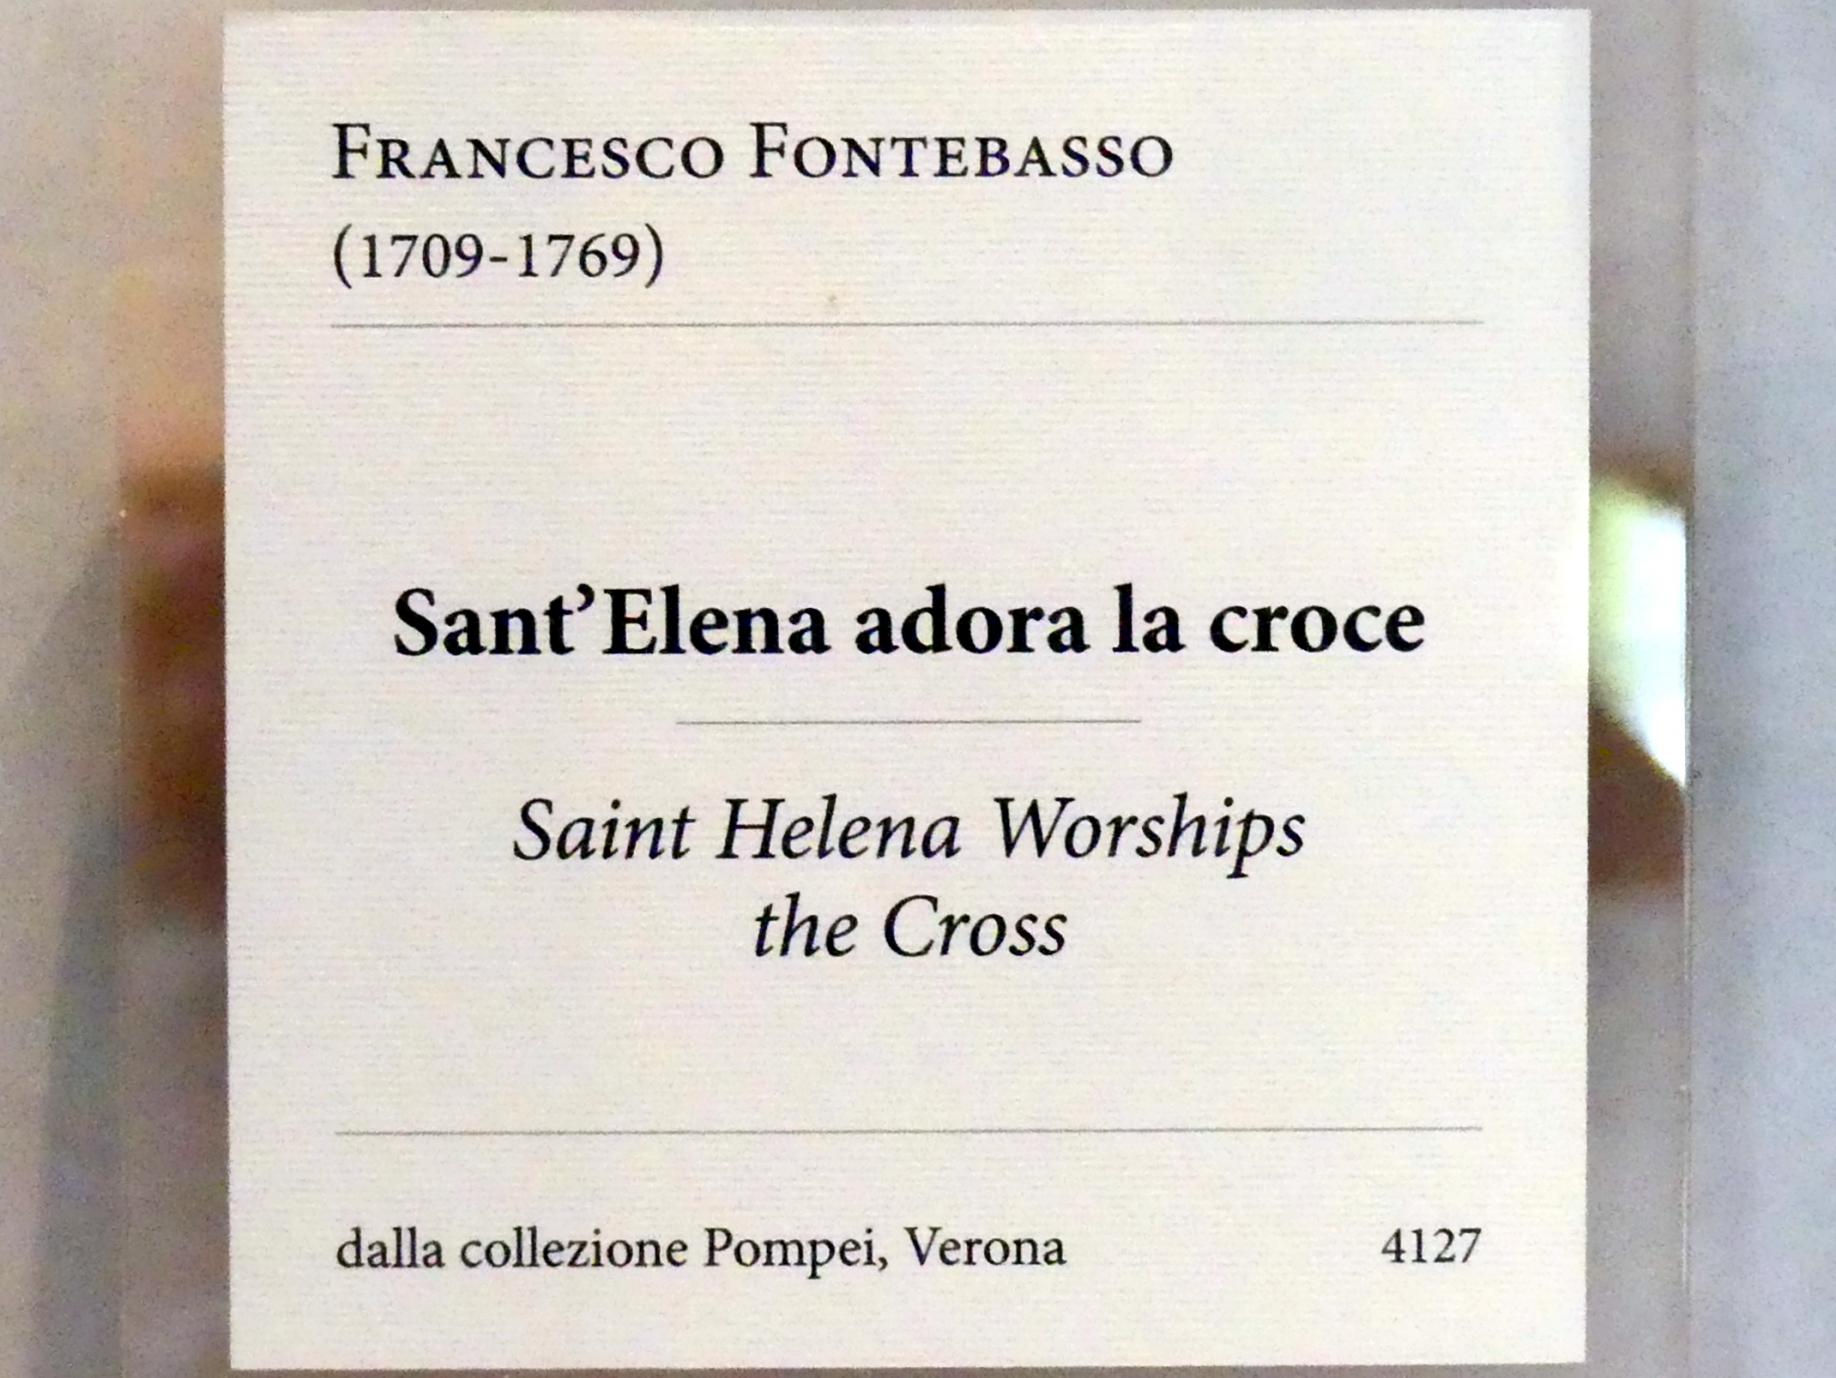 Francesco Fontebasso
(1709-1769)
Sant’Elena adora la croce
Saint Helena Worships
the Cross
dalla collezione Pompei, Verona 4127